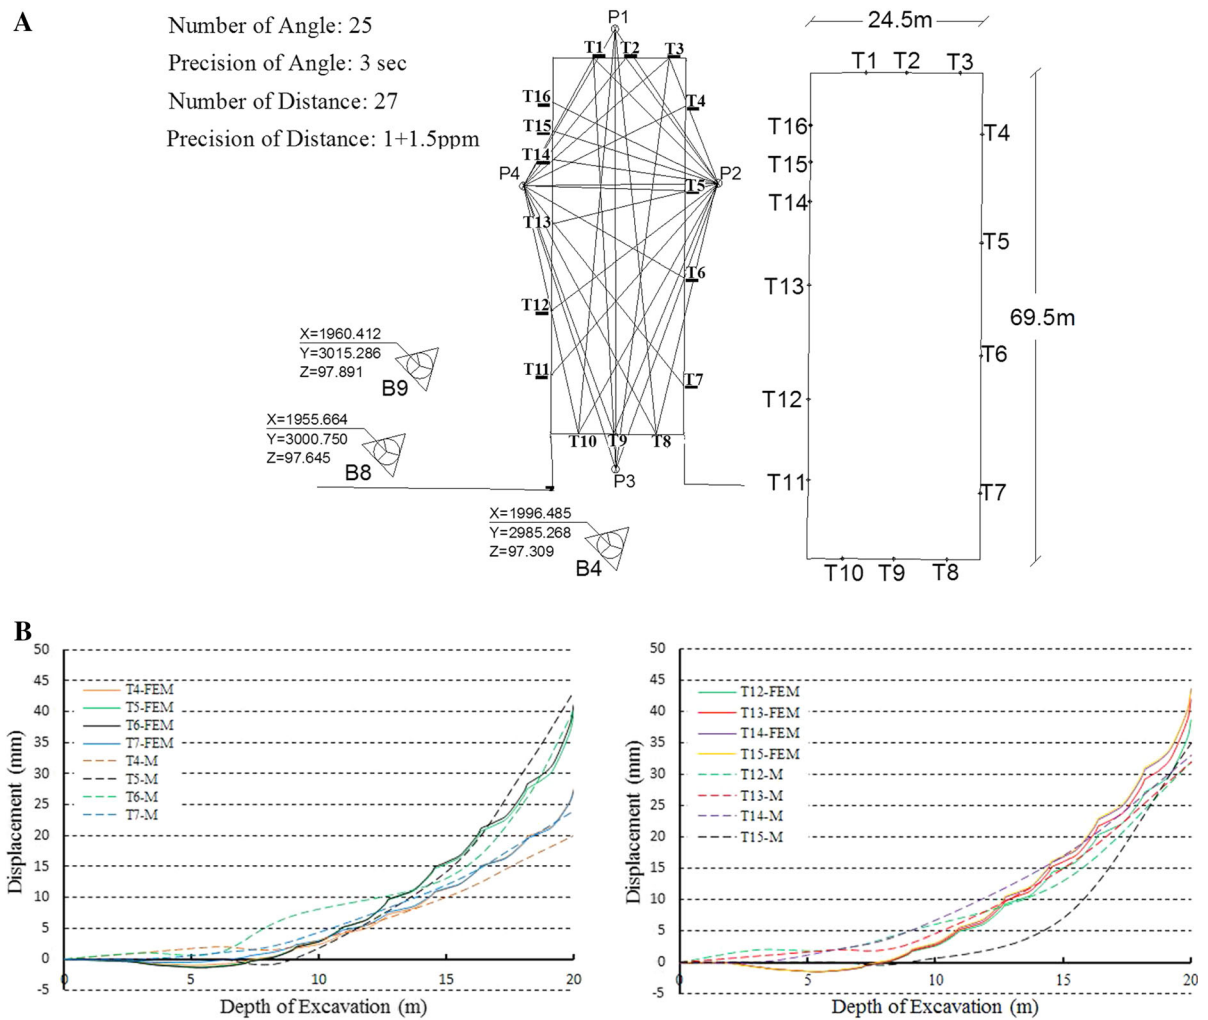 A
Number of Angle: 25
Precision of Angle: 3 sec
Number of Distance: 27
Precision of Distance: 1+1.5ppm
P1
T1 T2 T3
T16
T4
T15
T14
P4
P2
T5
T13
T6
T12
T11
T7
T10 T9 T8
P3
X=1960.412
Y=3015.286
Z=97.891
B9
X=1955.664
Y=3000.750
Z=97.645
B8
X=1996.485
Y=2985.268
Z=97.309
B4
24.5m
T1 T2 T3
T16
T4
T15
T14
T5
T13
69.5m
T6
T12
T11
T7
T10 T9 T8
B
Displacement (mm)
50
45
40
35
30
25
20
15
10
5
0
-5
T4-FEM
T5-FEM
T6-FEM
T7-FEM
T4-M
T5-M
T6-M
T7-M
0 5 10 15 20
Depth of Excavation (m)
Displacement (mm)
50
45
40
35
30
25
20
15
10
5
0
-5
T12-FEM
T13-FEM
T14-FEM
T15-FEM
T12-M
T13-M
T14-M
T15-M
0 5 10 15 20
Depth of Excavation (m)